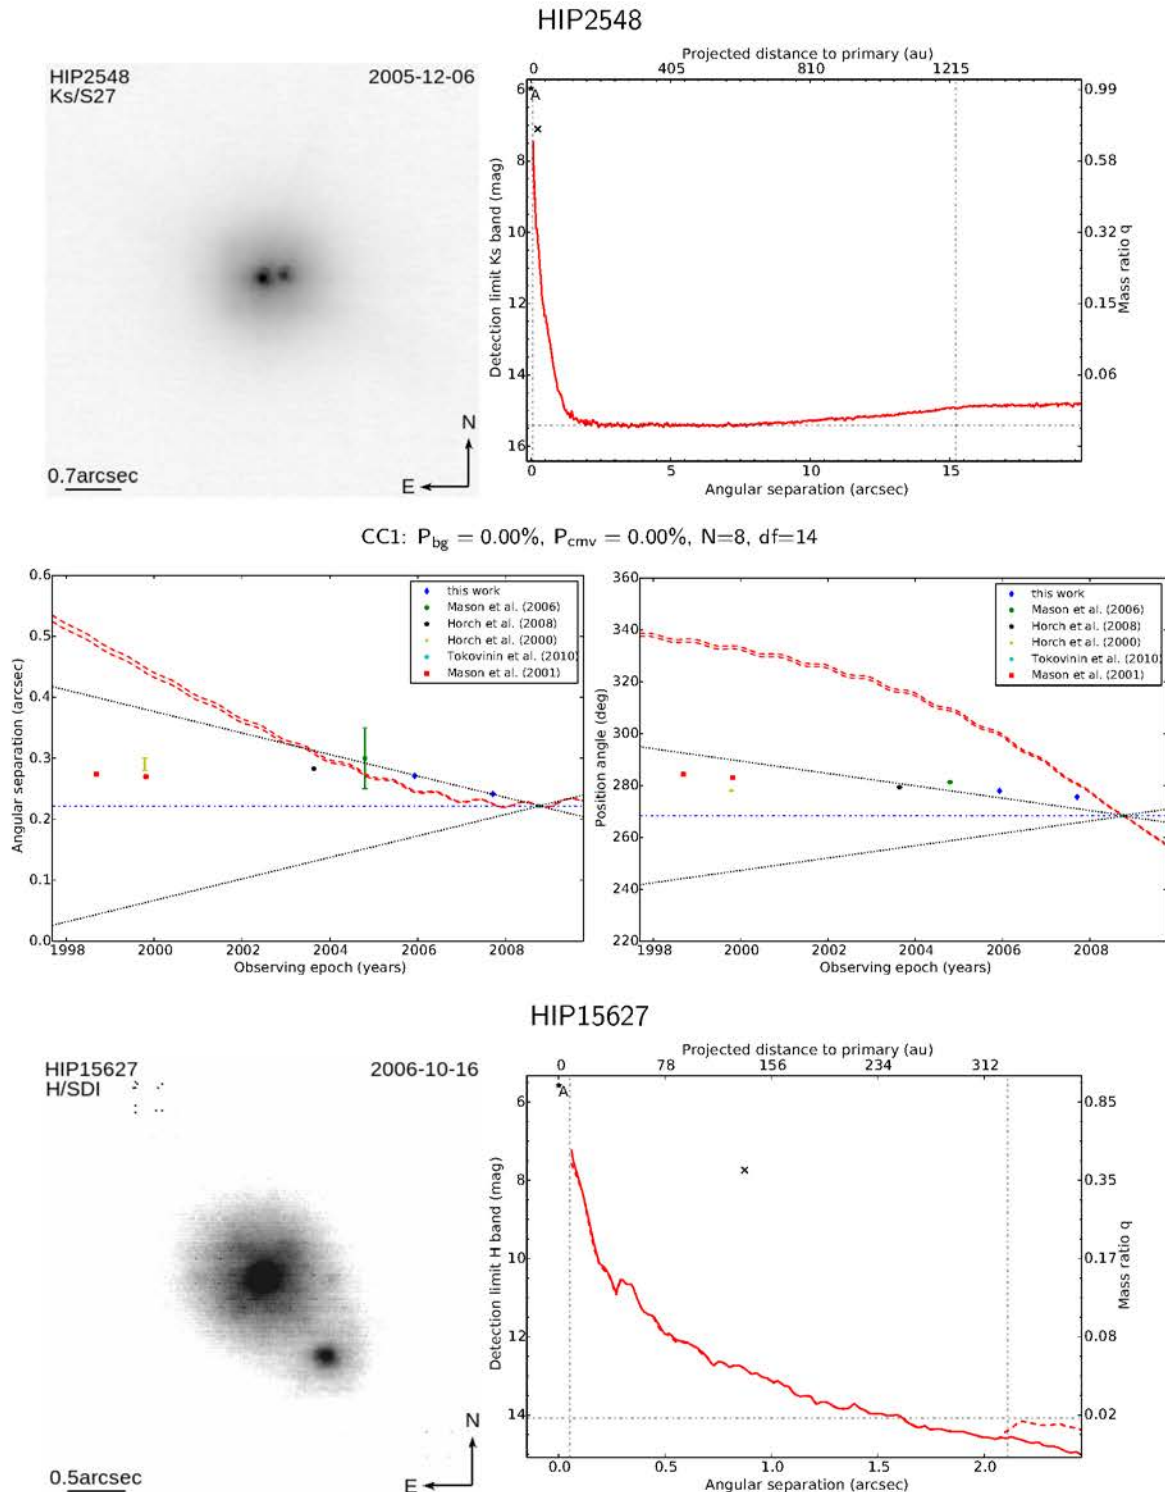 HIP2548
HIP2548 2005-12-06
Ks/S27
0.7arcsec
N
E
Projected distance to primary (au)
0 405 810 1215
A
Detection limit Ks band (mag)
6
8
10
12
14
16
0.99
0.58
0.32
0.15
0.06
Mass ratio q
0 5 10 15
Angular separation (arcsec)
CC1: Pbg = 0.00%, Pcmv = 0.00%, N=8, df=14
Angular separation (arcsec)
0.6
0.5
0.4
0.3
0.2
0.1
0.0
this work
Mason et al. (2006)
Horch et al. (2008)
Horch et al. (2000)
Tokovinin et al. (2010)
Mason et al. (2001)
1998 2000 2002 2004 2006 2008
Observing epoch (years)
Position angle (deg)
360
340
320
300
280
260
240
220
this work
Mason et al. (2006)
Horch et al. (2008)
Horch et al. (2000)
Tokovinin et al. (2010)
Mason et al. (2001)
1998 2000 2002 2004 2006 2008
Observing epoch (years)
HIP15627
HIP15627 2006-10-16
H/SDI
0.5arcsec
N
E
Projected distance to primary (au)
0 78 156 234 312
A
Detection limit H band (mag)
6
8
10
12
14
0.85
0.35
0.17
0.08
0.02
Mass ratio q
0.0 0.5 1.0 1.5 2.0
Angular separation (arcsec)